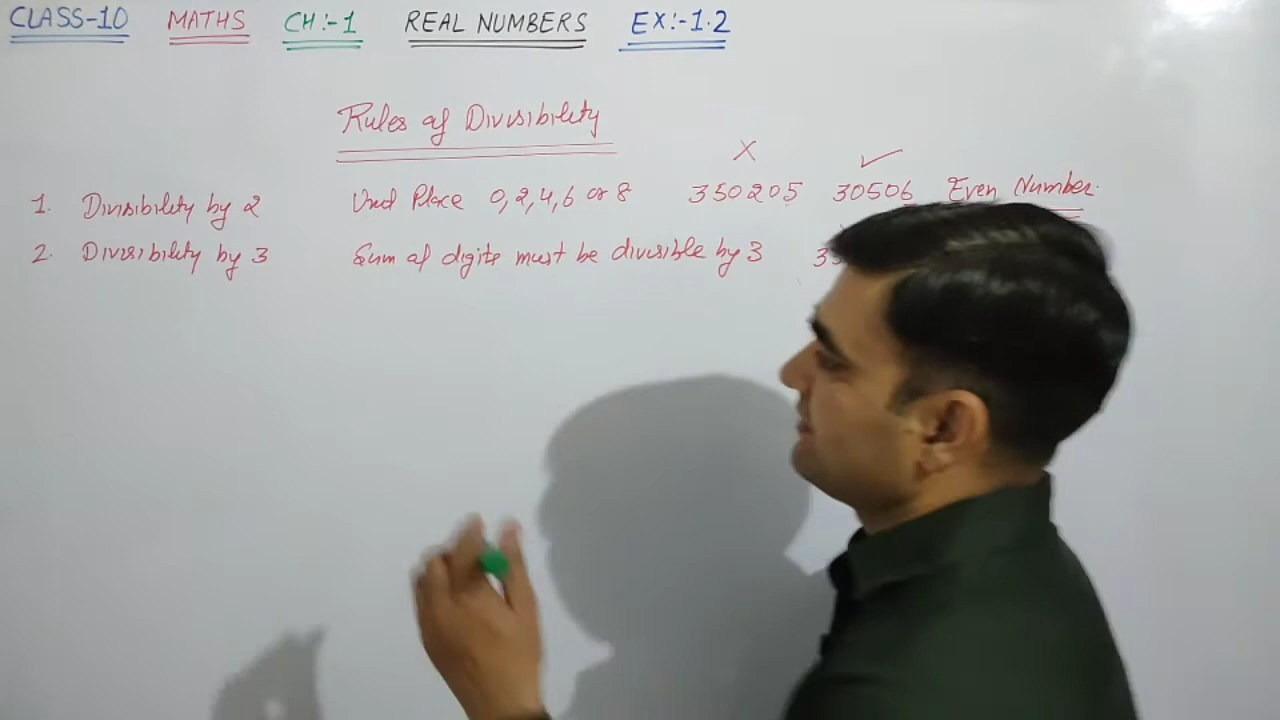 CLASS-10 MATHS CH:-1 REAL NUMBERS EX:-1.2
Rules of Divisibility
X ✓
1. Divisibility by 2 Unit Place 0, 2, 4, 6 or 8 350205 30506 Even Number.
2. Divisibility by 3 Sum of digits must be divisible by 3